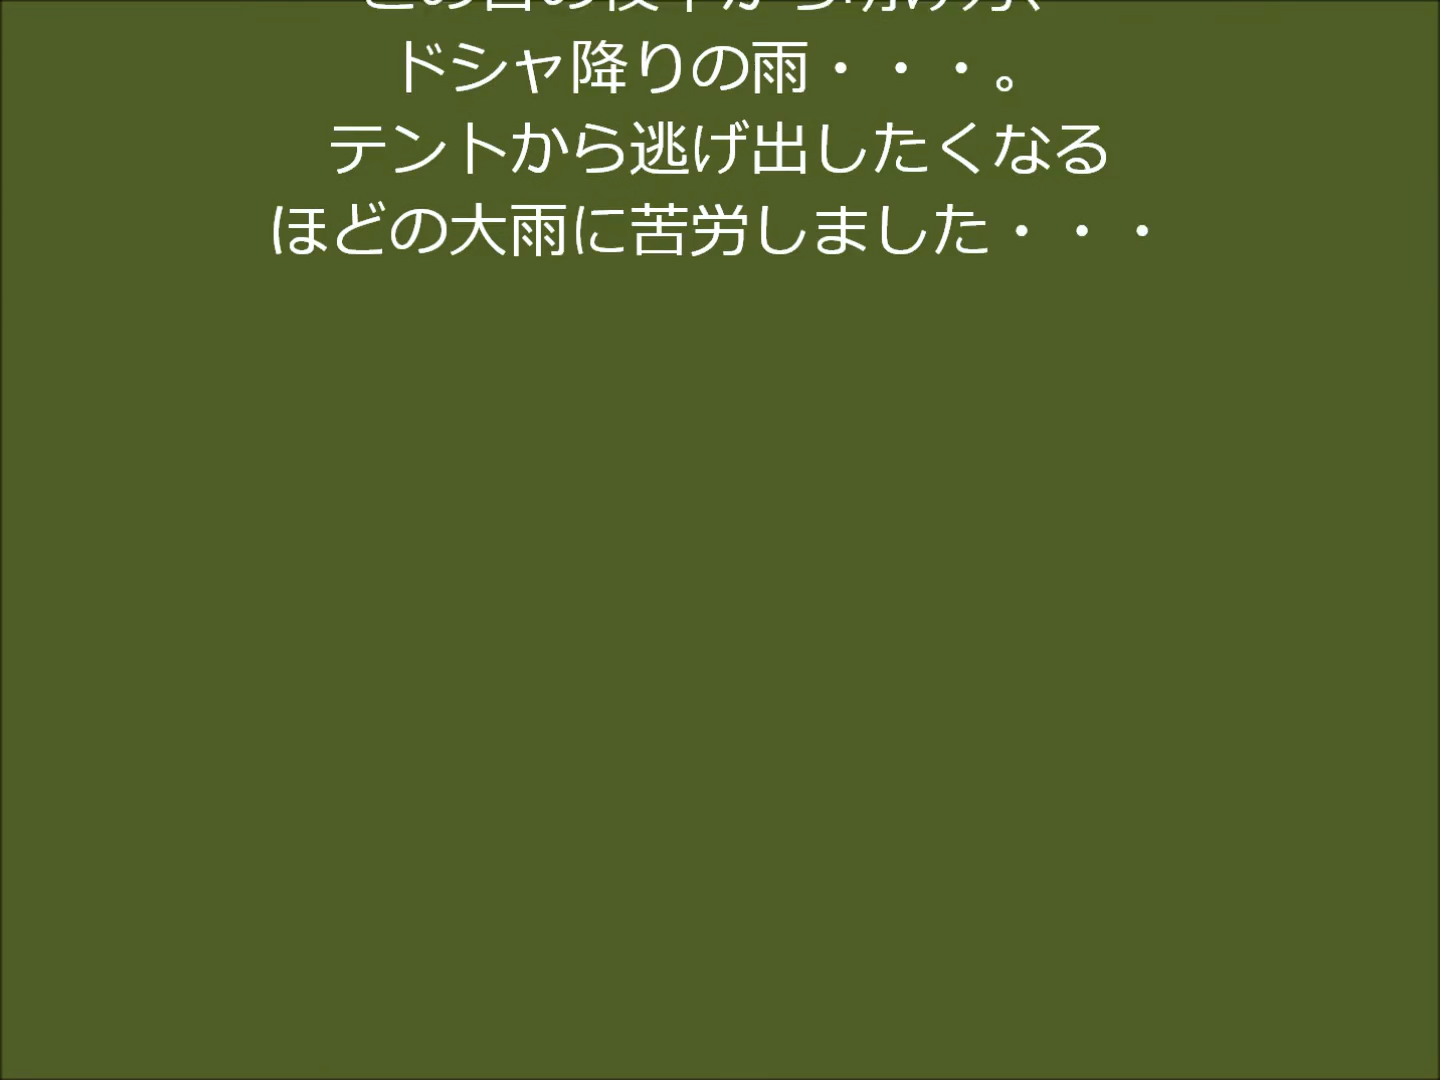 ドシャ降りの雨・・・。
テントから逃げ出したくなる
ほどの大雨に苦労しました・・・